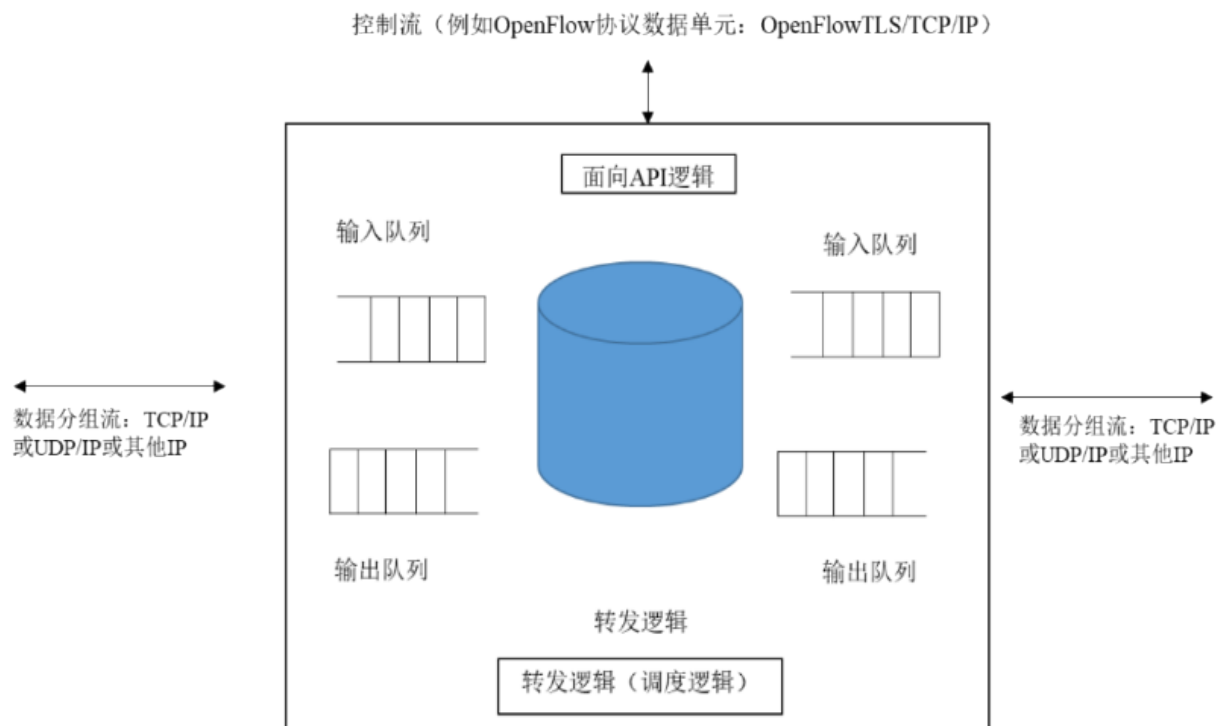 控制流（例如OpenFlow协议数据单元：OpenFlowTLS/TCP/IP）
面向API逻辑
输入队列
输入队列
数据分组流：TCP/IP
或UDP/IP或其他IP
数据分组流：TCP/IP
或UDP/IP或其他IP
输出队列
输出队列
转发逻辑
转发逻辑（调度逻辑）